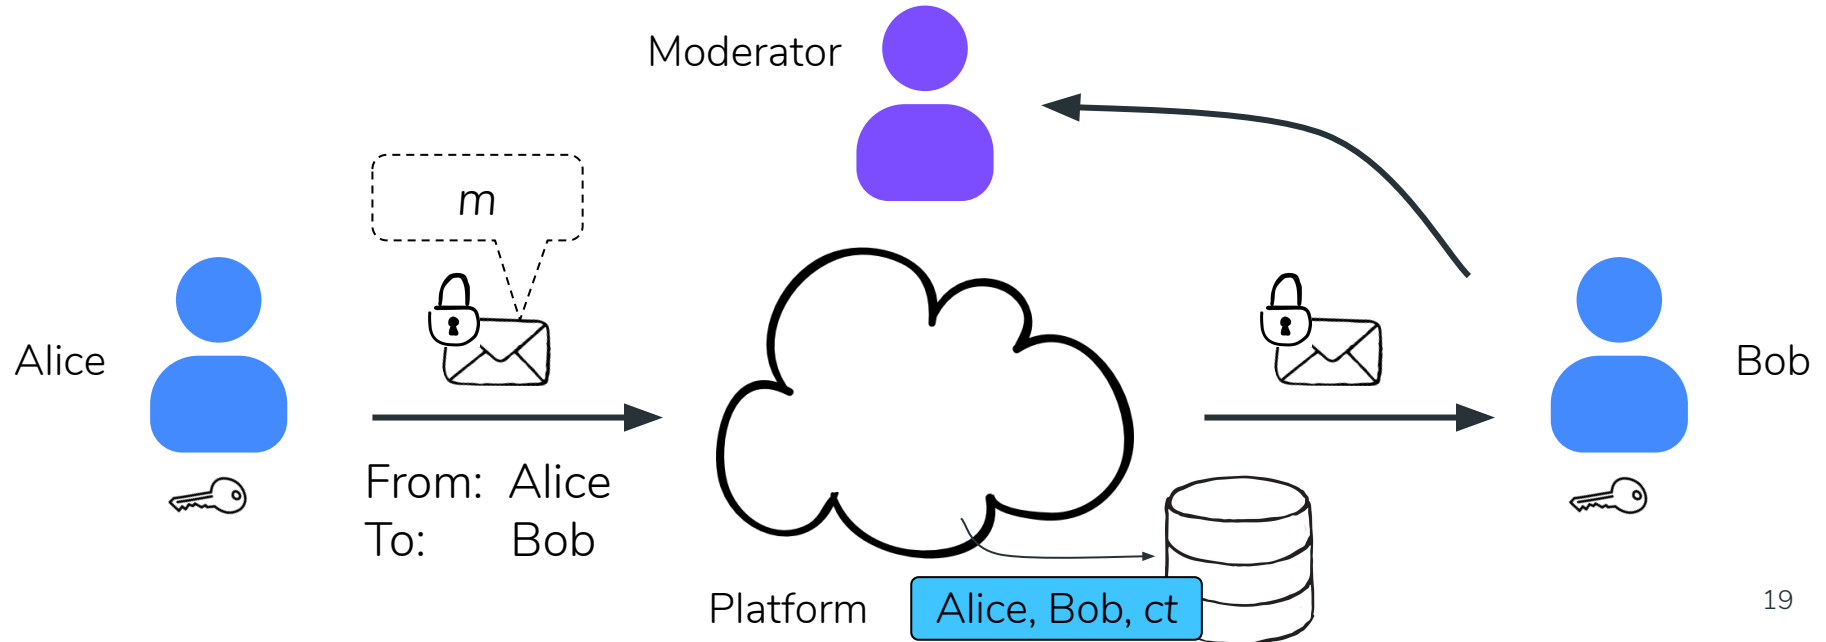 Moderator
m
Alice
Bob
From: Alice
To: Bob
Platform
Alice, Bob, ct
19